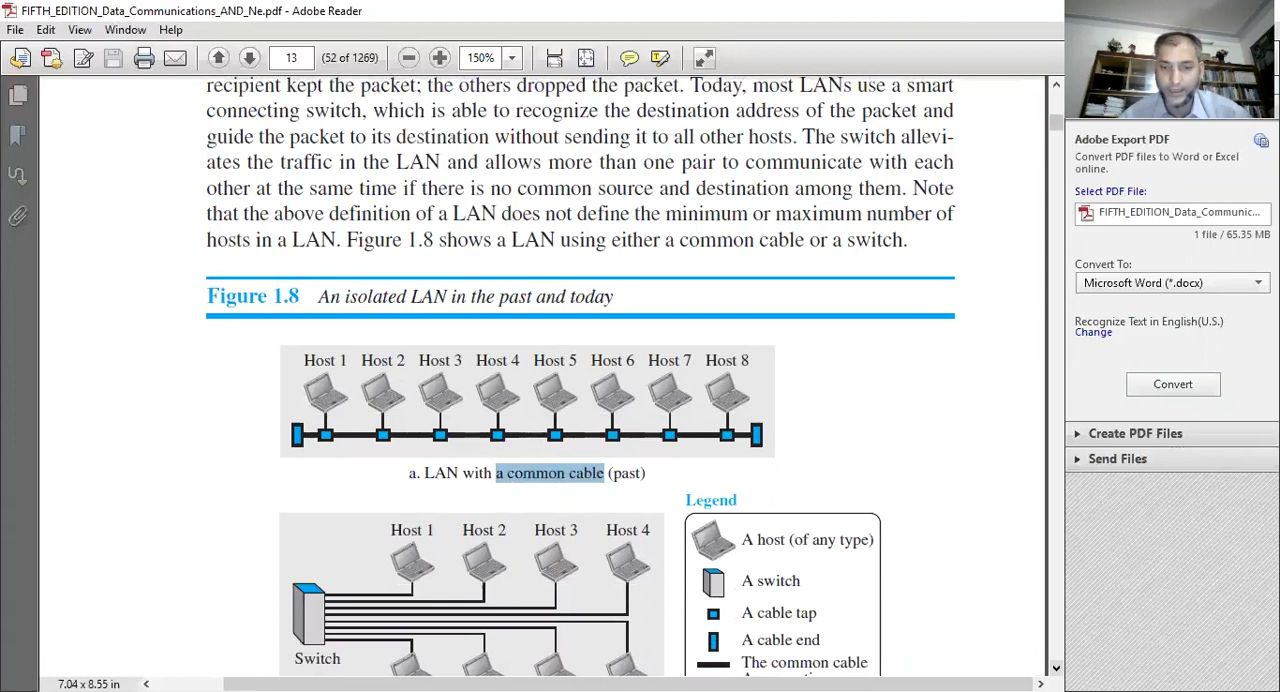 FIFTH_EDITION_Data_Communications_AND_Ne.pdf - Adobe Reader
File Edit View Window Help
13 (52 of 1269) 150%
recipient kept the packet; the others dropped the packet. Today, most LANs use a smart
connecting switch, which is able to recognize the destination address of the packet and
guide the packet to its destination without sending it to all other hosts. The switch allevi-
ates the traffic in the LAN and allows more than one pair to communicate with each
other at the same time if there is no common source and destination among them. Note
that the above definition of a LAN does not define the minimum or maximum number of
hosts in a LAN. Figure 1.8 shows a LAN using either a common cable or a switch.
Figure 1.8 An isolated LAN in the past and today
Host 1 Host 2 Host 3 Host 4 Host 5 Host 6 Host 7 Host 8
a. LAN with a common cable (past)
Host 1 Host 2 Host 3 Host 4
Switch
Legend
A host (of any type)
A switch
A cable tap
A cable end
The common cable
7.04 x 8.55 in
Adobe Export PDF
Convert PDF files to Word or Excel
online.
Select PDF File:
FIFTH_EDITION_Data_Communic...
1 file / 65.35 MB
Convert To:
Microsoft Word (*.docx)
Recognize Text in English(U.S.)
Change
Convert
Create PDF Files
Send Files